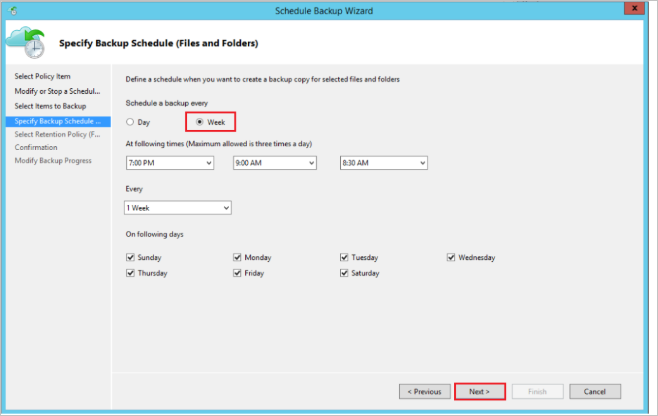 Schedule Backup Wizard
X
Specify Backup Schedule (Files and Folders)
Select Policy Item
Modify or Stop a Schedul...
Select Items to Backup
Specify Backup Schedule ...
Select Retention Policy (F...
Confirmation
Modify Backup Progress
Define a schedule when you want to create a backup copy for selected files and folders
Schedule a backup every
Day Week
At following times (Maximum allowed is three times a day)
7:00 PM 9:00 AM 8:30 AM
Every
1 Week
On following days
Sunday Monday Tuesday Wednesday
Thursday Friday Saturday
< Previous Next > Finish Cancel